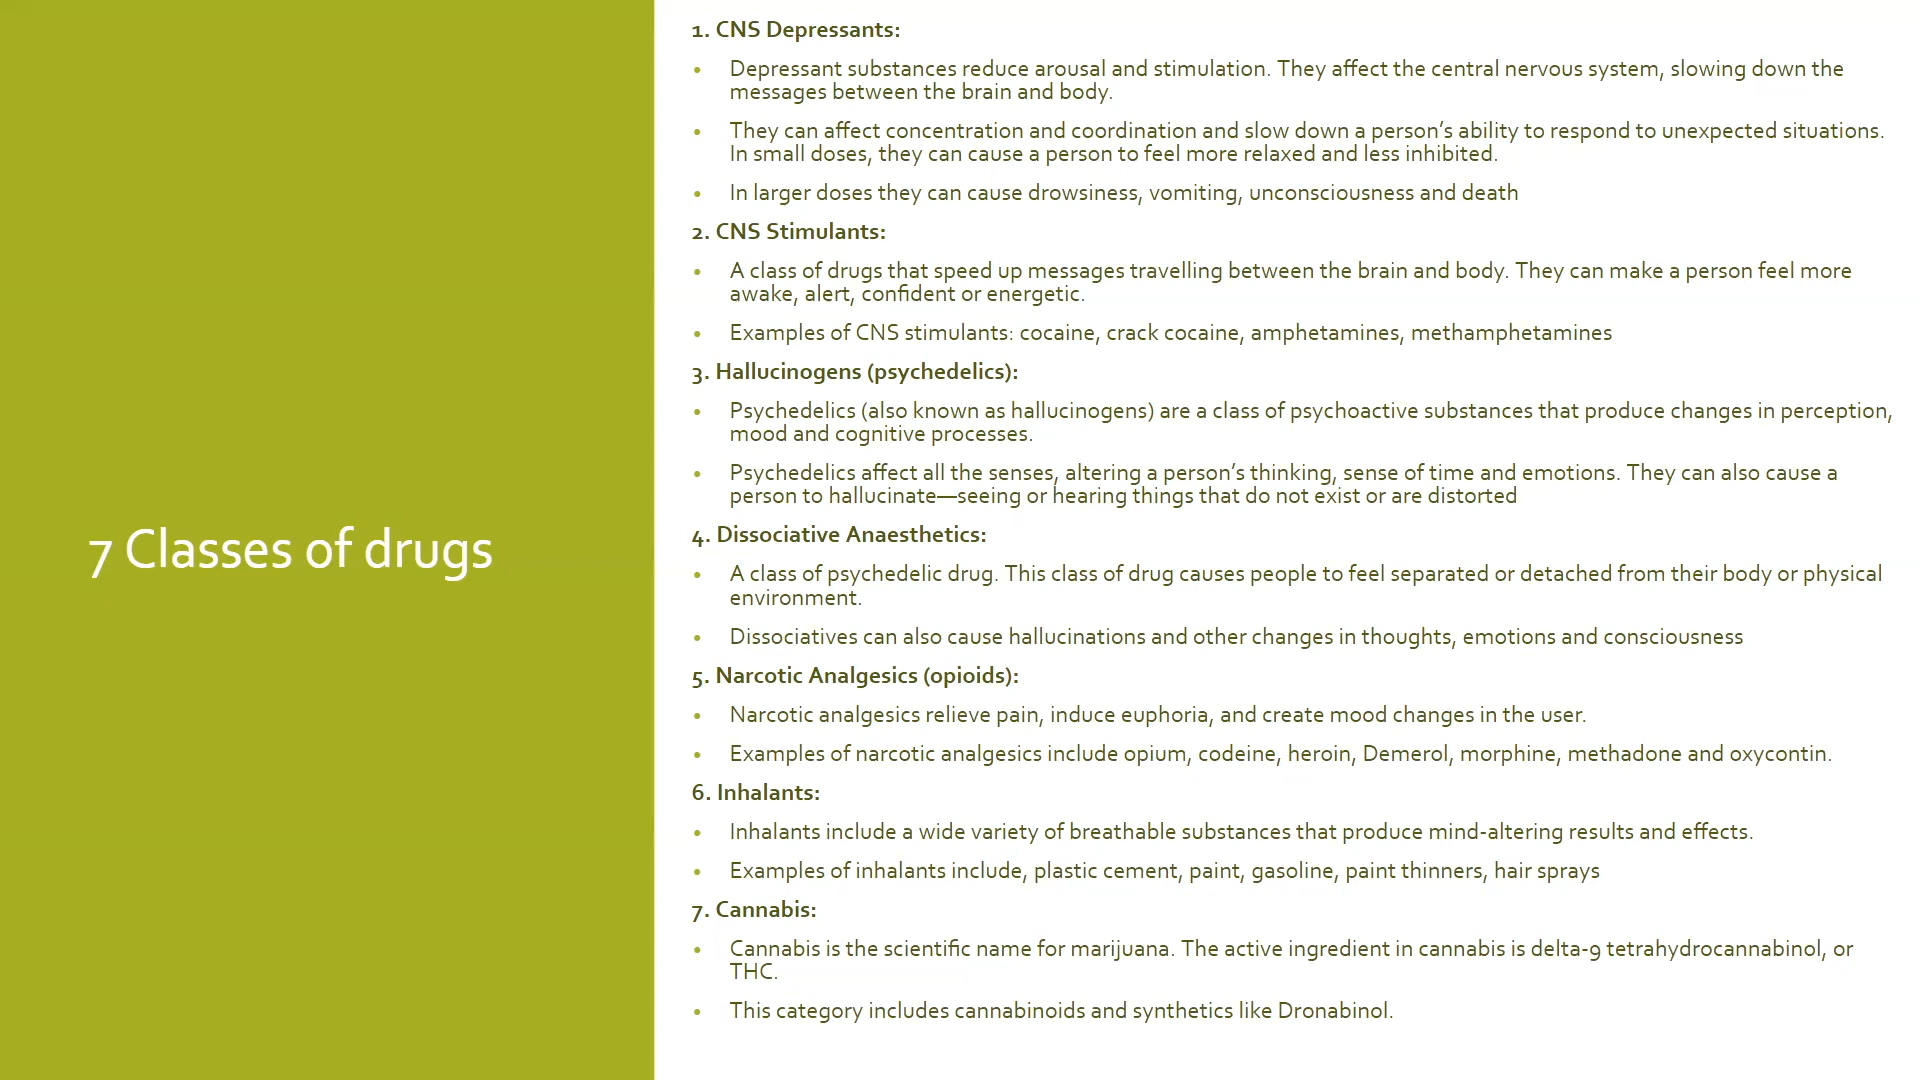 7 Classes of drugs
1. CNS Depressants:
• Depressant substances reduce arousal and stimulation. They affect the central nervous system, slowing down the
messages between the brain and body.
• They can affect concentration and coordination and slow down a person’s ability to respond to unexpected situations.
In small doses, they can cause a person to feel more relaxed and less inhibited.
• In larger doses they can cause drowsiness, vomiting, unconsciousness and death
2. CNS Stimulants:
• A class of drugs that speed up messages travelling between the brain and body. They can make a person feel more
awake, alert, confident or energetic.
• Examples of CNS stimulants: cocaine, crack cocaine, amphetamines, methamphetamines
3. Hallucinogens (psychedelics):
• Psychedelics (also known as hallucinogens) are a class of psychoactive substances that produce changes in perception,
mood and cognitive processes.
• Psychedelics affect all the senses, altering a person’s thinking, sense of time and emotions. They can also cause a
person to hallucinate—seeing or hearing things that do not exist or are distorted
4. Dissociative Anaesthetics:
• A class of psychedelic drug. This class of drug causes people to feel separated or detached from their body or physical
environment.
• Dissociatives can also cause hallucinations and other changes in thoughts, emotions and consciousness
5. Narcotic Analgesics (opioids):
• Narcotic analgesics relieve pain, induce euphoria, and create mood changes in the user.
• Examples of narcotic analgesics include opium, codeine, heroin, Demerol, morphine, methadone and oxycontin.
6. Inhalants:
• Inhalants include a wide variety of breathable substances that produce mind-altering results and effects.
• Examples of inhalants include, plastic cement, paint, gasoline, paint thinners, hair sprays
7. Cannabis:
• Cannabis is the scientific name for marijuana. The active ingredient in cannabis is delta-9 tetrahydrocannabinol, or
THC.
• This category includes cannabinoids and synthetics like Dronabinol.